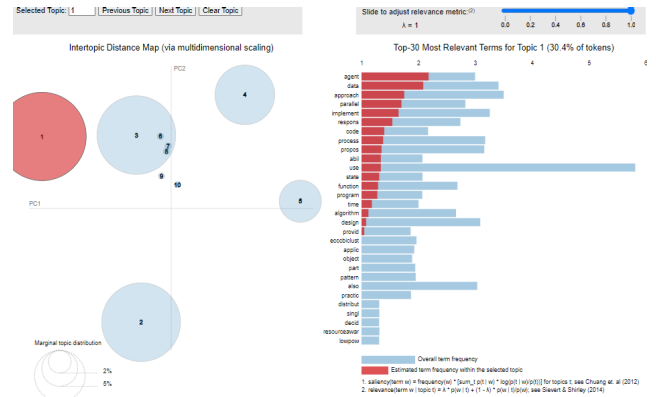 Selected Topic: 1 Previous Topic Next Topic Clear Topic
Slide to adjust relevance metric:(2)
λ = 1
0.0 0.2 0.4 0.6 0.8 1.0
Intertopic Distance Map (via multidimensional scaling)
PC2
PC1
1
2
3
4
5
6
7
8
9
10
Marginal topic distribution
2%
5%
Top-30 Most Relevant Terms for Topic 1 (30.4% of tokens)
1 2 3 4 5 6
agent
data
approach
parallel
implement
respons
code
process
propos
abil
use
state
function
program
time
algorithm
design
provid
ecocbiclust
applic
object
part
pattern
also
practic
distribut
singl
decid
resourceawar
lowpow
Overall term frequency
Estimated term frequency within the selected topic
1. saliency(term w) = frequency(w) * [sum_t p(t | w) * log(p(t | w)/p(t))] for topics t; see Chuang et. al (2012)
2. relevance(term w | topic t) = λ * p(w | t) + (1 - λ) * p(w | t)/p(w); see Sievert & Shirley (2014)